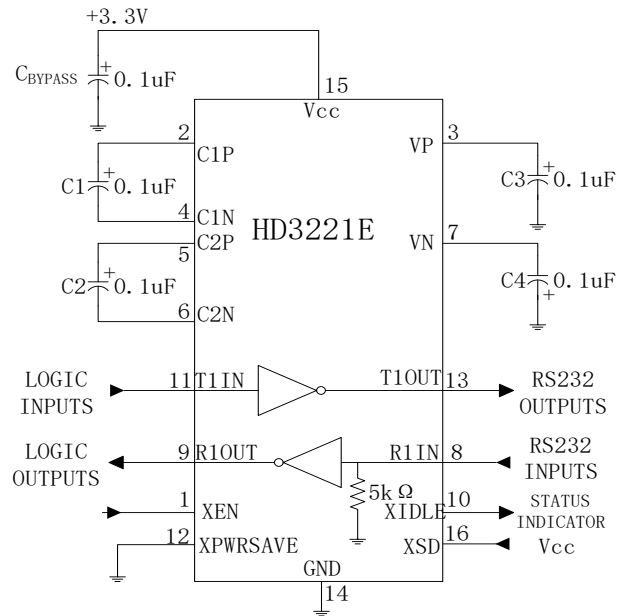 +3.3V
CBYPASS
+
0.1uF
15
Vcc
2
C1P
VP
3
C1
+
0.1uF
C3
+
0.1uF
4
C1N
HD3221E
C2P
5
VN
7
C2
+
0.1uF
C4
0.1uF
+
6
C2N
LOGIC
INPUTS
11
T1IN
T1OUT
13
RS232
OUTPUTS
LOGIC
OUTPUTS
9
R1OUT
R1IN
8
RS232
INPUTS
5kΩ
1
XEN
XIDLE
10
STATUS
INDICATOR
12
XPWRSAVE
XSD
16
Vcc
GND
14